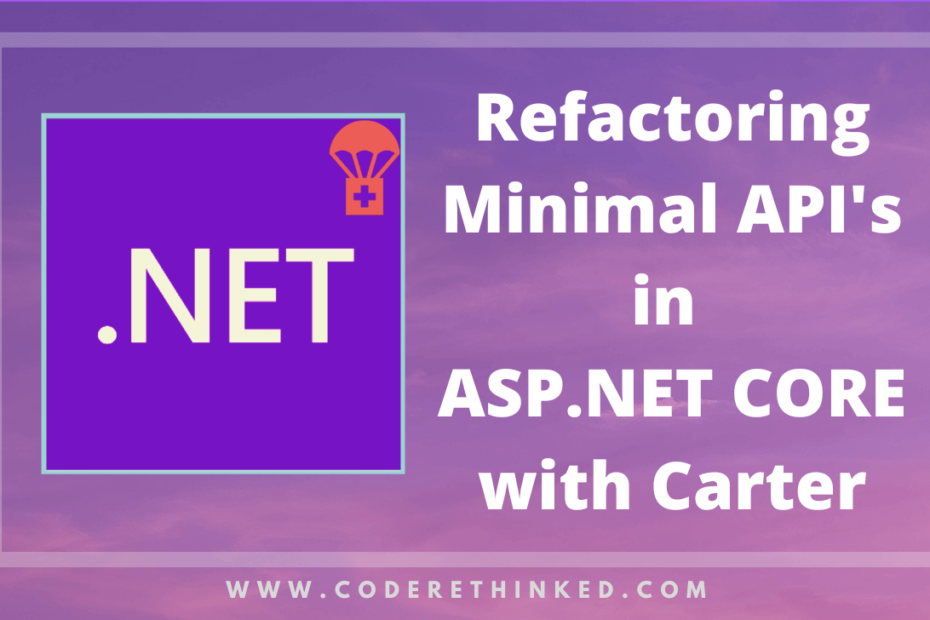 .NET
Refactoring
Minimal API's
in
ASP.NET CORE
with Carter
WWW.CODERETHINKED.COM